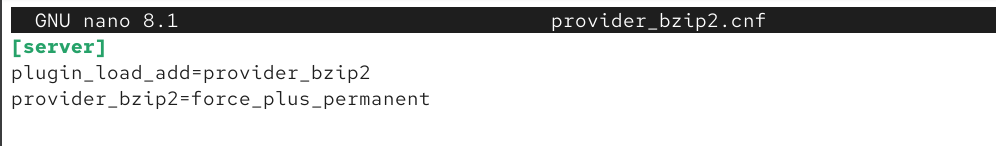 GNU nano 8.1 provider_bzip2.cnf
[server]
plugin_load_add=provider_bzip2
provider_bzip2=force_plus_permanent